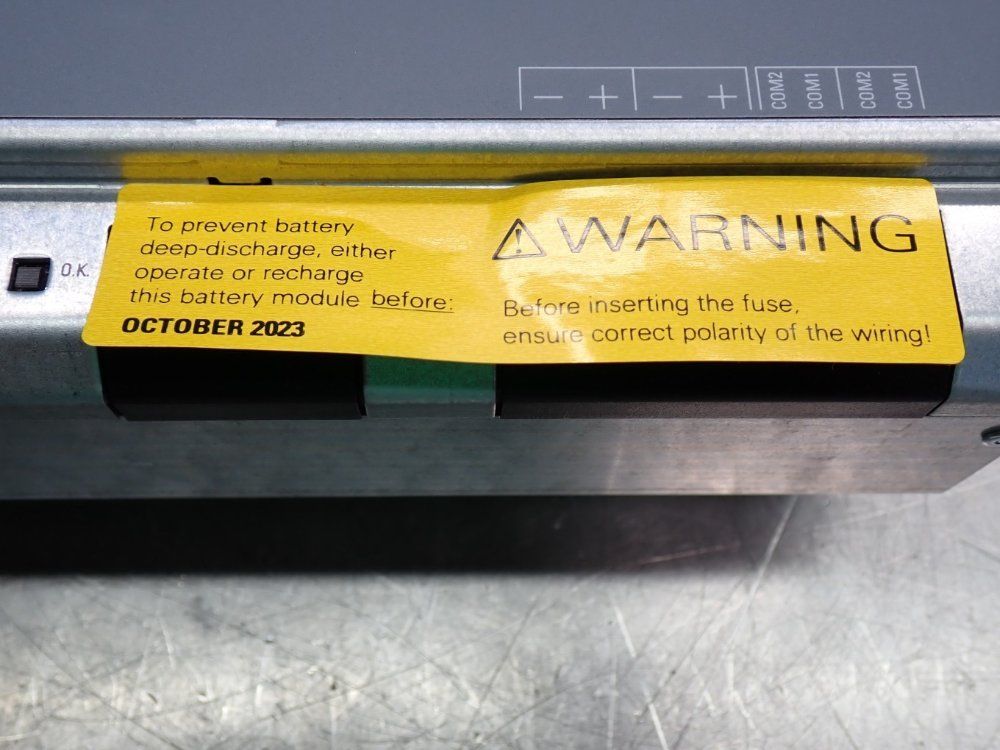 − + − + COM2 COM1 COM2 COM1
O.K.
To prevent battery
deep-discharge, either
operate or recharge
this battery module before:
OCTOBER 2023
WARNING
Before inserting the fuse,
ensure correct polarity of the wiring!